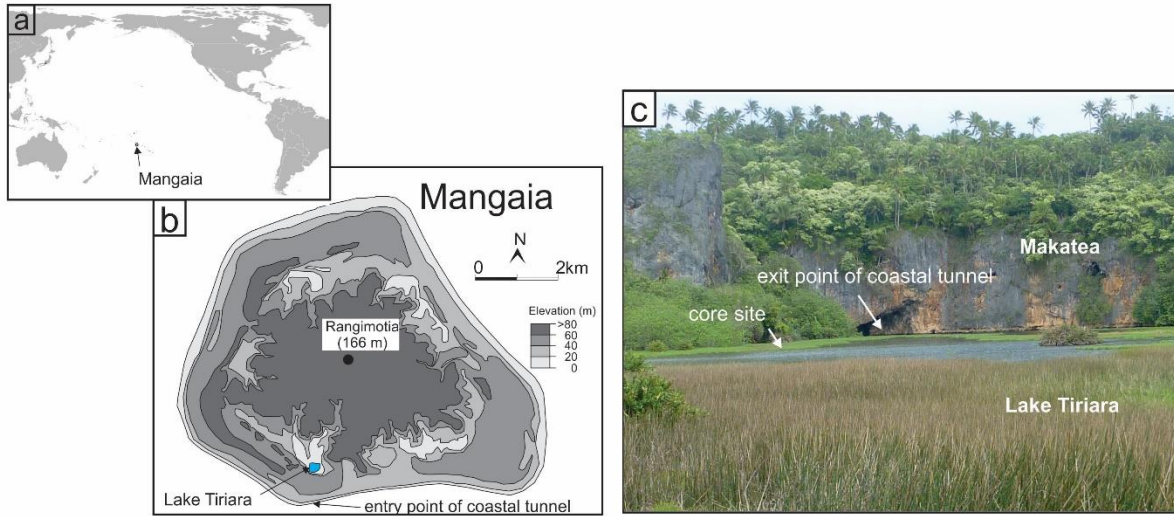 a
Mangaia
b
Mangaia
N
0 2km
Elevation (m)
>80
60
40
20
0
Rangimotia
(166 m)
Lake Tiriara
entry point of coastal tunnel
c
Makatea
exit point of coastal tunnel
core site
Lake Tiriara